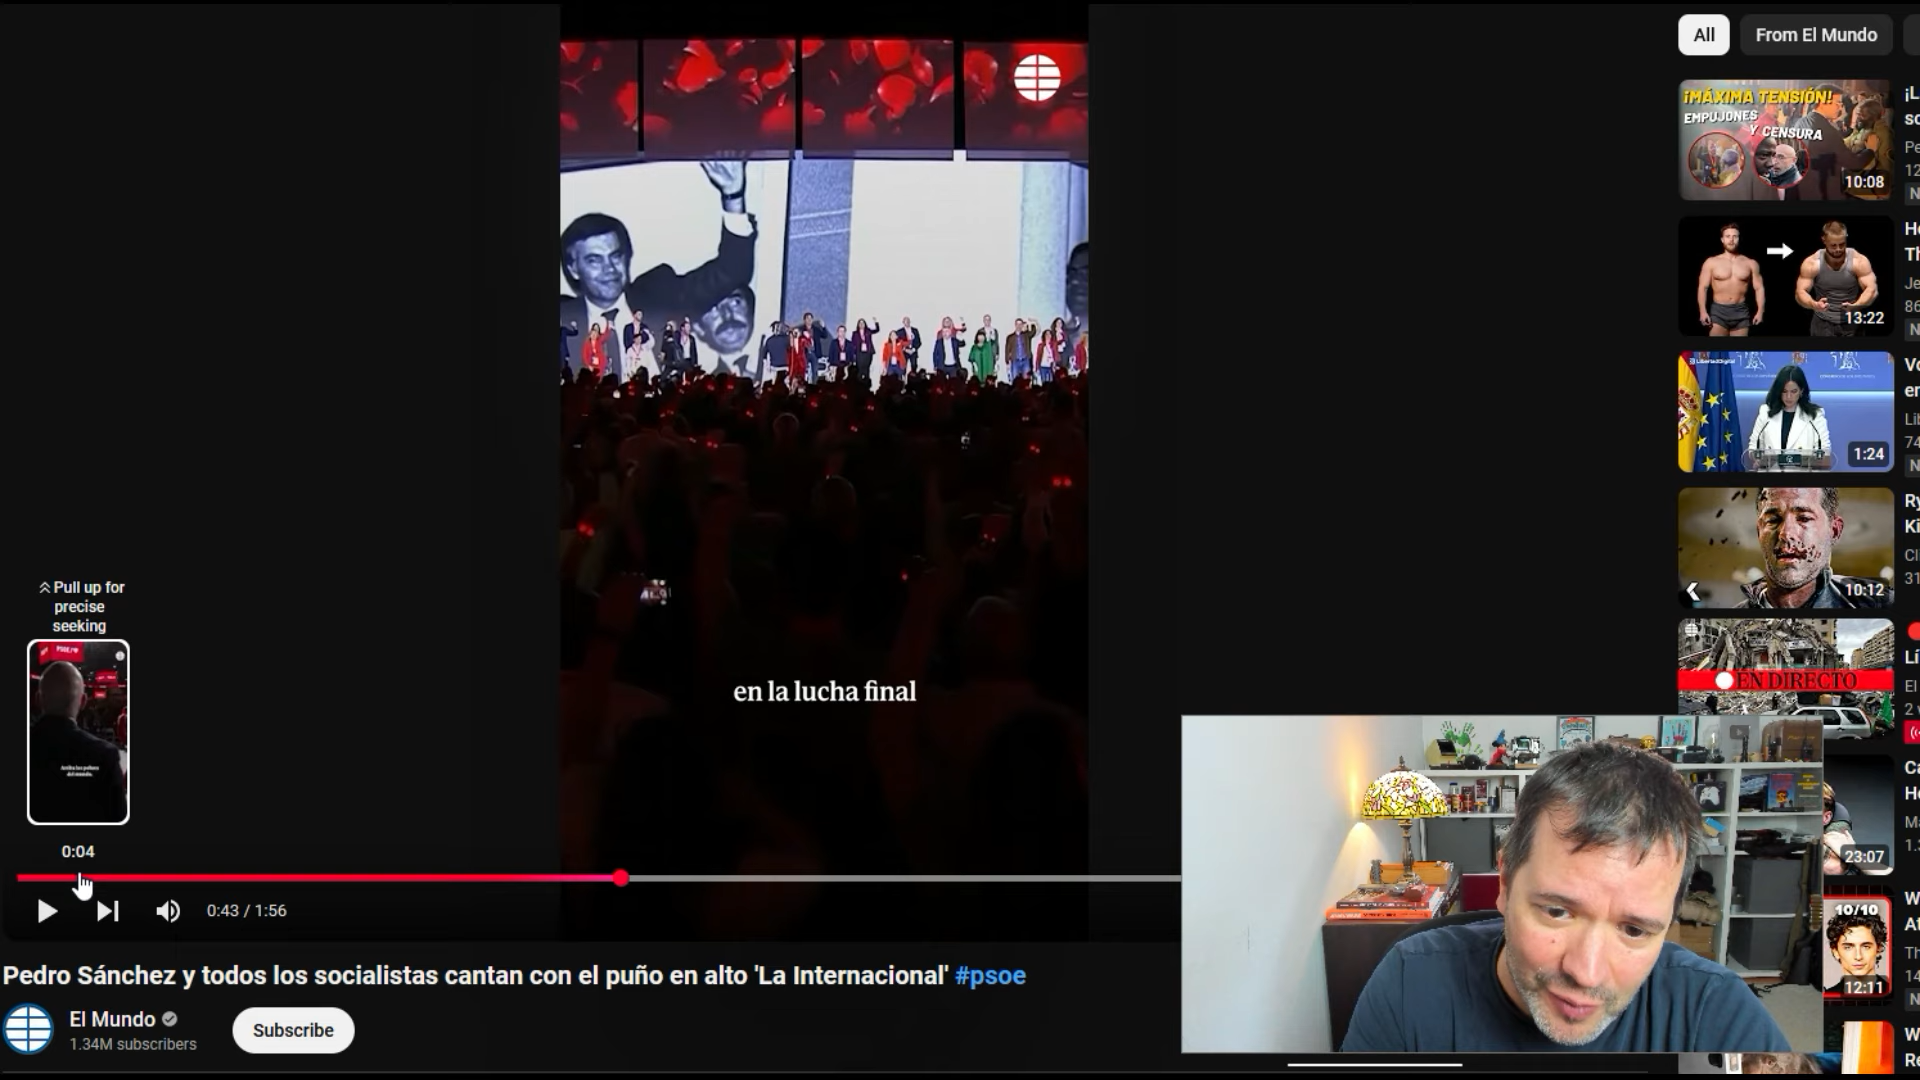 All
From El Mundo
¡MÁXIMA TENSIÓN!
EMPUJONES
Y CENSURA
10:08
13:22
1:24
10:12
EN DIRECTO
23:07
10/10
12:11
Pull up for
precise
seeking
0:04
en la lucha final
0:43 / 1:56
Pedro Sánchez y todos los socialistas cantan con el puño en alto 'La Internacional' #psoe
El Mundo
1.34M subscribers
Subscribe